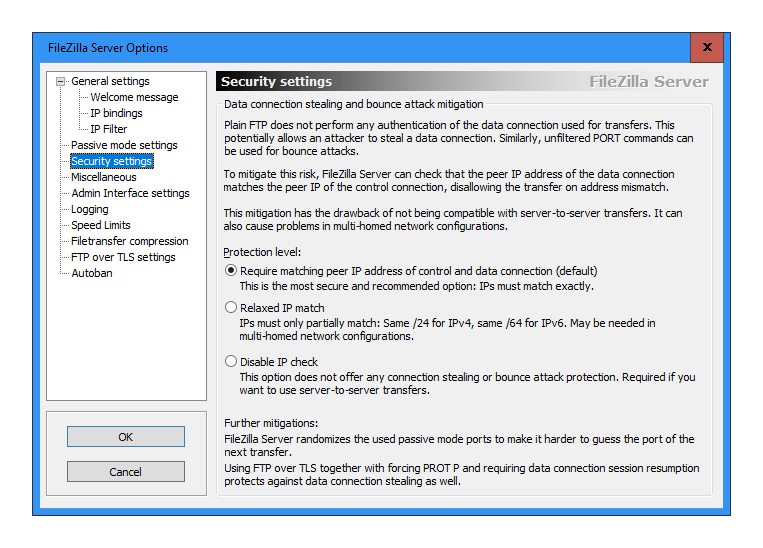 FileZilla Server Options
x
General settings
Welcome message
IP bindings
IP Filter
Passive mode settings
Security settings
Miscellaneous
Admin Interface settings
Logging
Speed Limits
Filetransfer compression
FTP over TLS settings
Autoban
OK
Cancel
Security settings
FileZilla Server
Data connection stealing and bounce attack mitigation
Plain FTP does not perform any authentication of the data connection used for transfers. This
potentially allows an attacker to steal a data connection. Similarly, unfiltered PORT commands can
be used for bounce attacks.
To mitigate this risk, FileZilla Server can check that the peer IP address of the data connection
matches the peer IP of the control connection, disallowing the transfer on address mismatch.
This mitigation has the drawback of not being compatible with server-to-server transfers. It can
also cause problems in multi-homed network configurations.
Protection level:
Require matching peer IP address of control and data connection (default)
This is the most secure and recommended option: IPs must match exactly.
Relaxed IP match
IPs must only partially match: Same /24 for IPv4, same /64 for IPv6. May be needed in
multi-homed network configurations.
Disable IP check
This option does not offer any connection stealing or bounce attack protection. Required if you
want to use server-to-server transfers.
Further mitigations:
FileZilla Server randomizes the used passive mode ports to make it harder to guess the port of the
next transfer.
Using FTP over TLS together with forcing PROT P and requiring data connection session resumption
protects against data connection stealing as well.